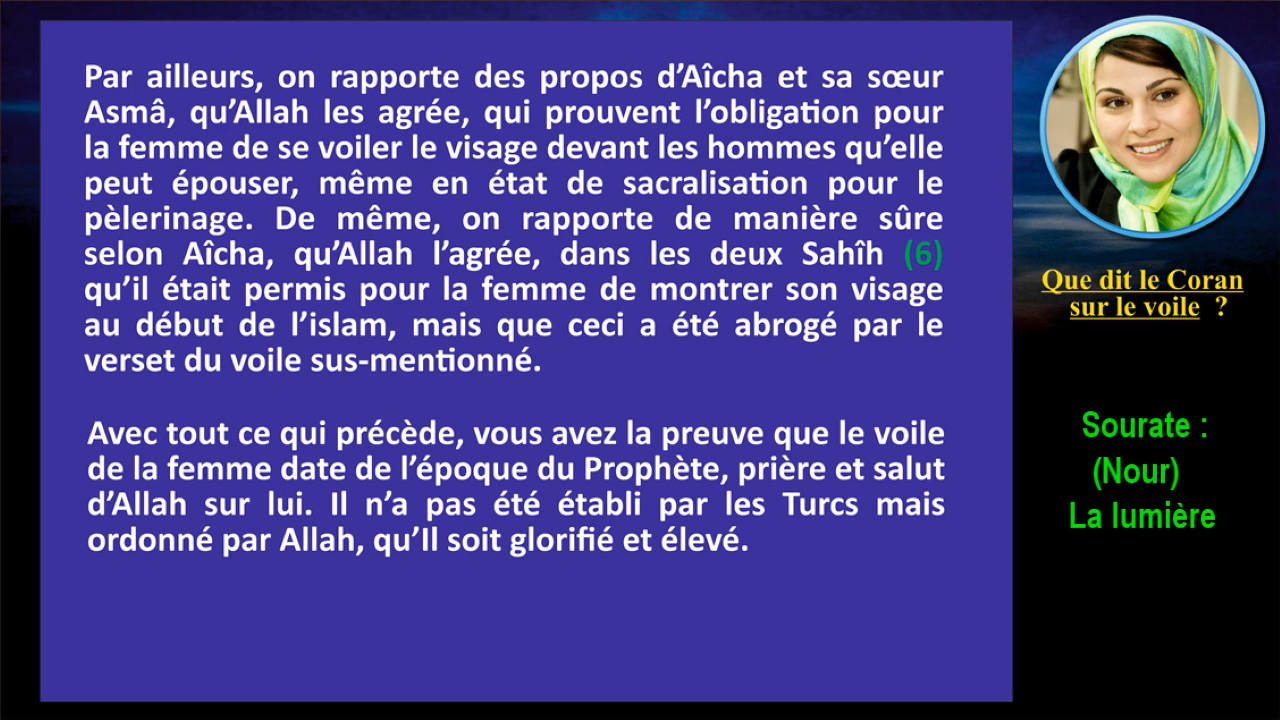 Par ailleurs, on rapporte des propos d’Aîcha et sa sœur
Asmâ, qu’Allah les agrée, qui prouvent l’obligation pour
la femme de se voiler le visage devant les hommes qu’elle
peut épouser, même en état de sacralisation pour le
pèlerinage. De même, on rapporte de manière sûre
selon Aîcha, qu’Allah l’agrée, dans les deux Sahîh (6)
qu’il était permis pour la femme de montrer son visage
au début de l’islam, mais que ceci a été abrogé par le
verset du voile sus-mentionné.
Avec tout ce qui précède, vous avez la preuve que le voile
de la femme date de l’époque du Prophète, prière et salut
d’Allah sur lui. Il n’a pas été établi par les Turcs mais
ordonné par Allah, qu’Il soit glorifié et élevé.
Que dit le Coran
sur le voile ?
Sourate :
(Nour)
La lumière